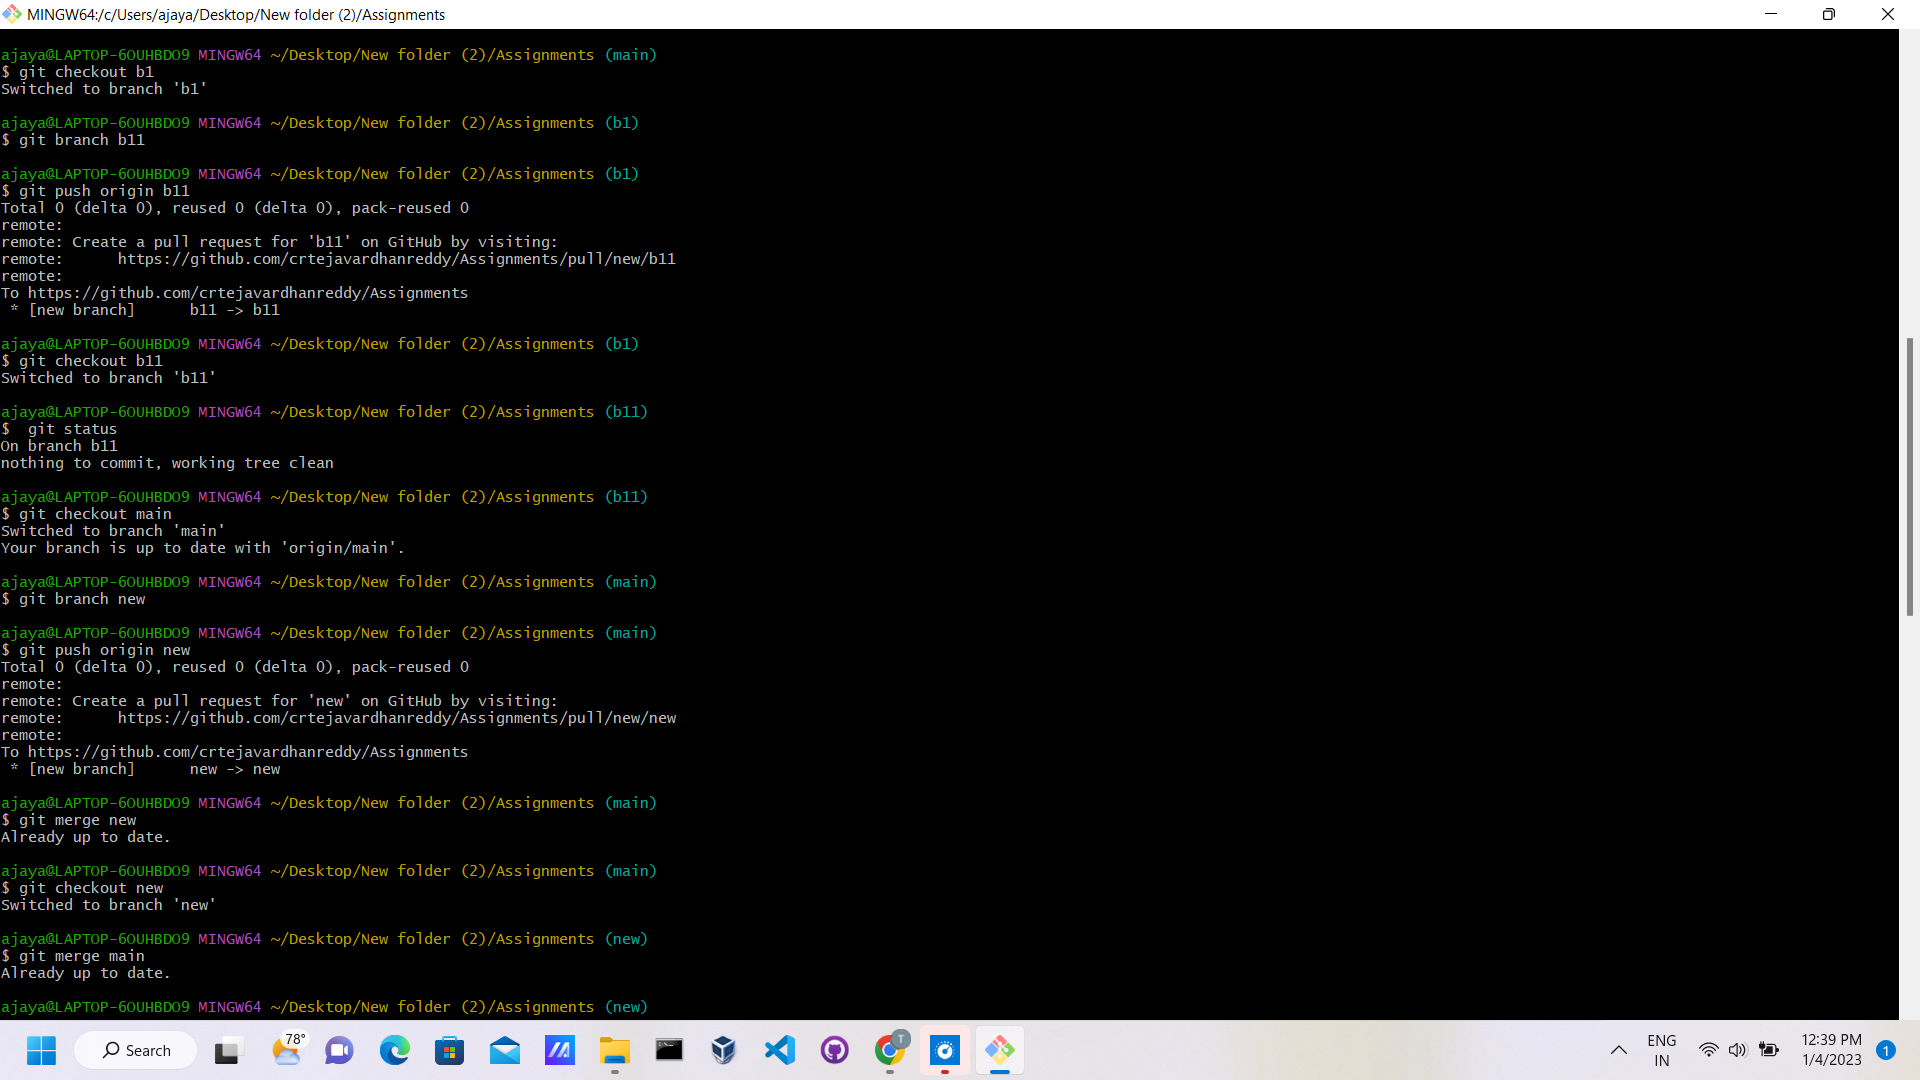 MINGW64:/c/Users/ajaya/Desktop/New folder (2)/Assignments
ajaya@LAPTOP-6OUHBDO9 MINGW64 ~/Desktop/New folder (2)/Assignments (main)
$ git checkout b1
Switched to branch 'b1'
ajaya@LAPTOP-6OUHBDO9 MINGW64 ~/Desktop/New folder (2)/Assignments (b1)
$ git branch b11
ajaya@LAPTOP-6OUHBDO9 MINGW64 ~/Desktop/New folder (2)/Assignments (b1)
$ git push origin b11
Total 0 (delta 0), reused 0 (delta 0), pack-reused 0
remote:
remote: Create a pull request for 'b11' on GitHub by visiting:
remote:      https://github.com/crtejavardhanreddy/Assignments/pull/new/b11
remote:
To https://github.com/crtejavardhanreddy/Assignments
 * [new branch]      b11 -> b11
ajaya@LAPTOP-6OUHBDO9 MINGW64 ~/Desktop/New folder (2)/Assignments (b1)
$ git checkout b11
Switched to branch 'b11'
ajaya@LAPTOP-6OUHBDO9 MINGW64 ~/Desktop/New folder (2)/Assignments (b11)
$  git status
On branch b11
nothing to commit, working tree clean
ajaya@LAPTOP-6OUHBDO9 MINGW64 ~/Desktop/New folder (2)/Assignments (b11)
$ git checkout main
Switched to branch 'main'
Your branch is up to date with 'origin/main'.
ajaya@LAPTOP-6OUHBDO9 MINGW64 ~/Desktop/New folder (2)/Assignments (main)
$ git branch new
ajaya@LAPTOP-6OUHBDO9 MINGW64 ~/Desktop/New folder (2)/Assignments (main)
$ git push origin new
Total 0 (delta 0), reused 0 (delta 0), pack-reused 0
remote:
remote: Create a pull request for 'new' on GitHub by visiting:
remote:      https://github.com/crtejavardhanreddy/Assignments/pull/new/new
remote:
To https://github.com/crtejavardhanreddy/Assignments
 * [new branch]      new -> new
ajaya@LAPTOP-6OUHBDO9 MINGW64 ~/Desktop/New folder (2)/Assignments (main)
$ git merge new
Already up to date.
ajaya@LAPTOP-6OUHBDO9 MINGW64 ~/Desktop/New folder (2)/Assignments (main)
$ git checkout new
Switched to branch 'new'
ajaya@LAPTOP-6OUHBDO9 MINGW64 ~/Desktop/New folder (2)/Assignments (new)
$ git merge main
Already up to date.
ajaya@LAPTOP-6OUHBDO9 MINGW64 ~/Desktop/New folder (2)/Assignments (new)
Search
78°
T
ENG
IN
12:39 PM
1/4/2023
1